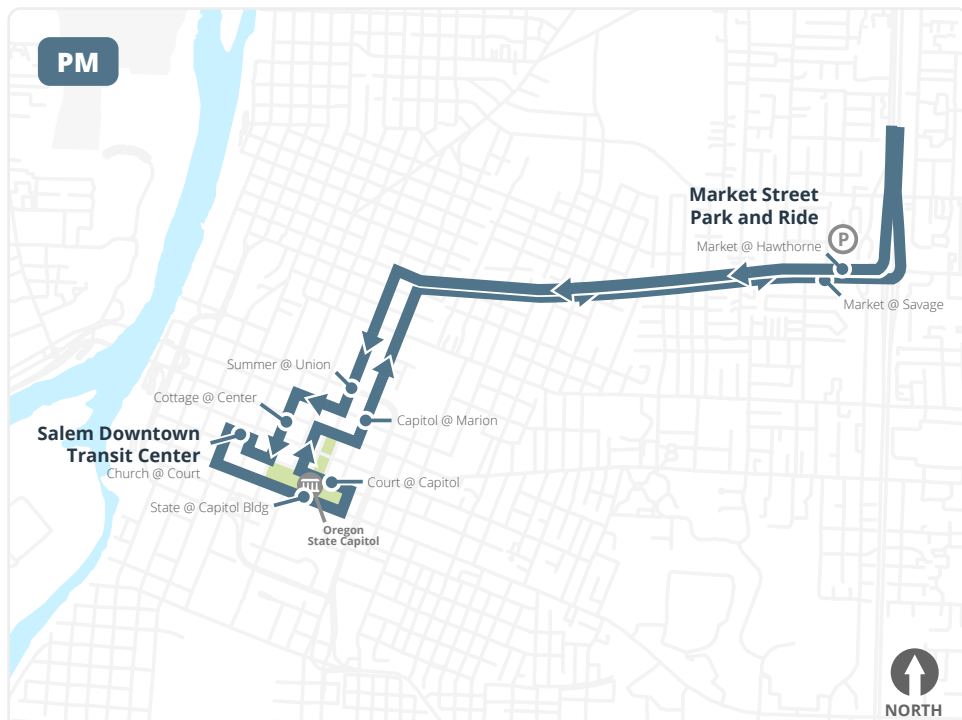 PM
Market Street
Park and Ride
P
Market @ Hawthorne
Market @ Savage
Summer @ Union
Cottage @ Center
Capitol @ Marion
Salem Downtown
Transit Center
Church @ Court
Court @ Capitol
State @ Capitol Bldg
Oregon
State Capitol
NORTH